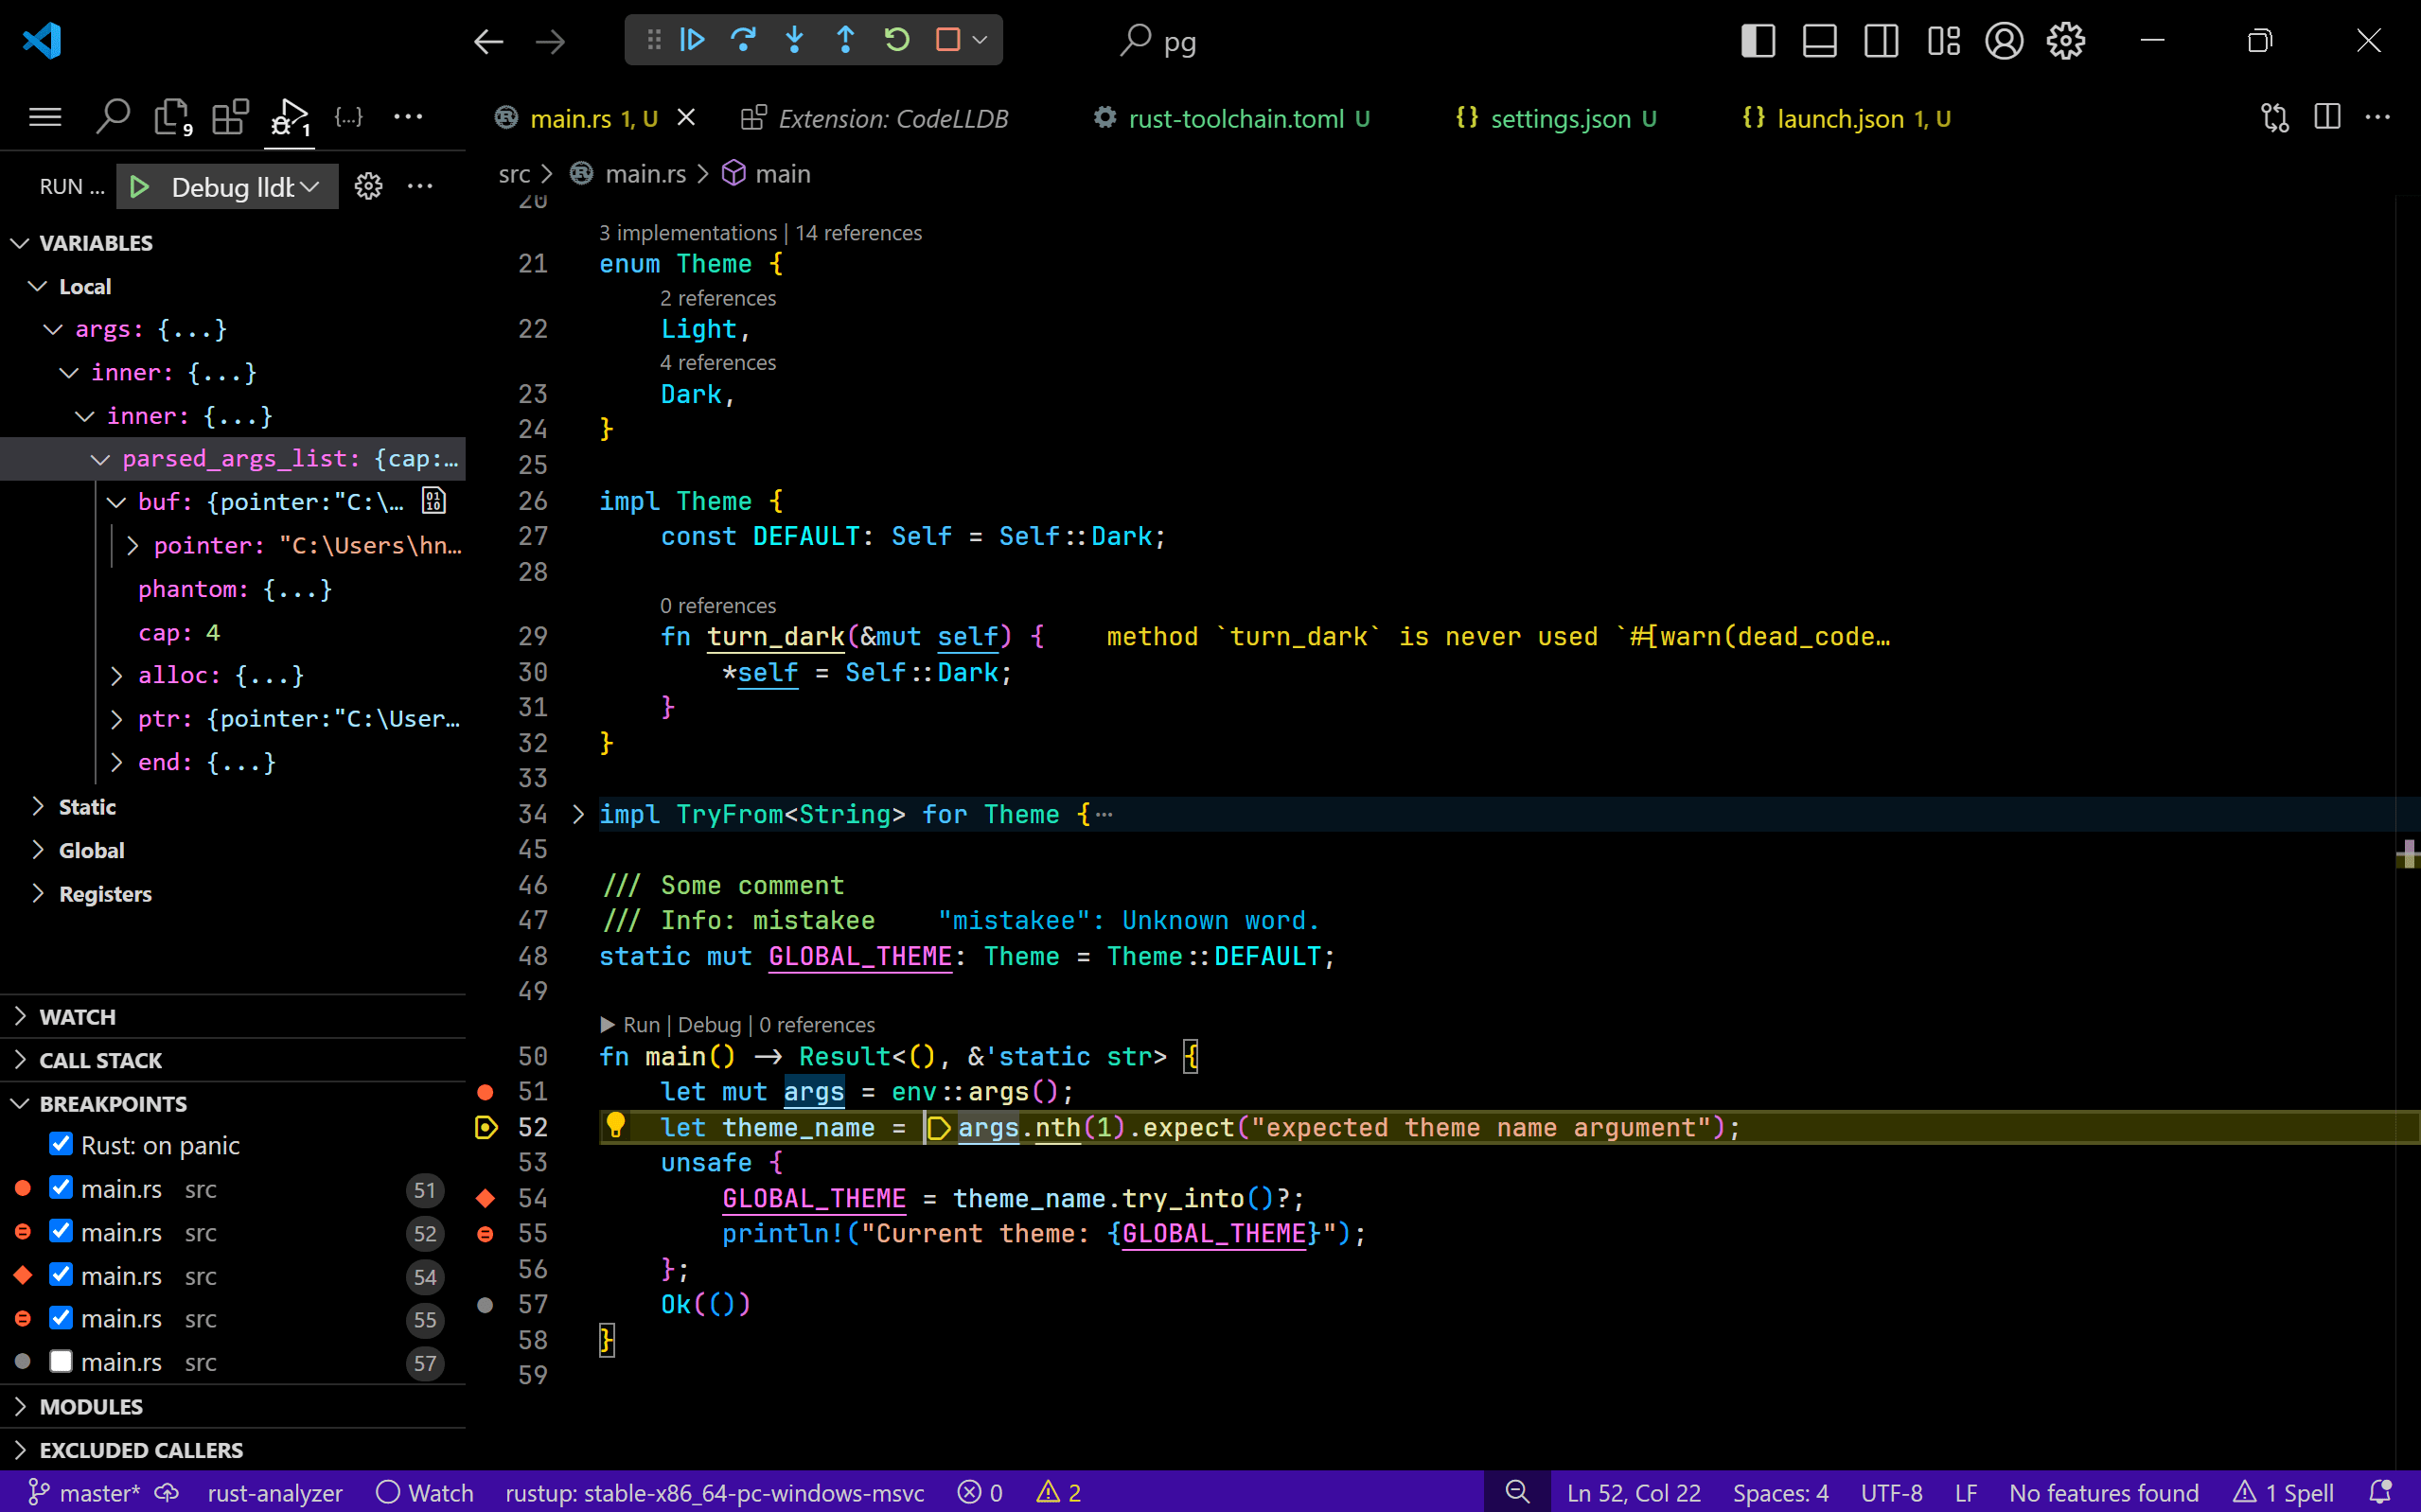 pg
9
1
{...}
main.rs 1, U
Extension: CodeLLDB
rust-toolchain.toml U
{} settings.json U
{} launch.json 1, U
RUN ...
Debug lldb
src > main.rs > main
VARIABLES
Local
args: {...}
inner: {...}
inner: {...}
parsed_args_list: {cap:…
buf: {pointer:"C:\…
pointer: "C:\Users\hn…
phantom: {...}
cap: 4
alloc: {...}
ptr: {pointer:"C:\User…
end: {...}
Static
Global
Registers
WATCH
CALL STACK
BREAKPOINTS
Rust: on panic
main.rs src 51
main.rs src 52
main.rs src 54
main.rs src 55
main.rs src 57
MODULES
EXCLUDED CALLERS
20
3 implementations | 14 references
21 enum Theme {
2 references
22 Light,
4 references
23 Dark,
24 }
25
26 impl Theme {
27 const DEFAULT: Self = Self::Dark;
28
0 references
29 fn turn_dark(&mut self) { method `turn_dark` is never used `#[warn(dead_code…
30 *self = Self::Dark;
31 }
32 }
33
34 impl TryFrom<String> for Theme {⋯
45
46 /// Some comment
47 /// Info: mistakee "mistakee": Unknown word.
48 static mut GLOBAL_THEME: Theme = Theme::DEFAULT;
49
▶ Run | Debug | 0 references
50 fn main() -> Result<(), &'static str> {
51 let mut args = env::args();
52 let theme_name = args.nth(1).expect("expected theme name argument");
53 unsafe {
54 GLOBAL_THEME = theme_name.try_into()?;
55 println!("Current theme: {GLOBAL_THEME}");
56 };
57 Ok(())
58 }
59
master* rust-analyzer Watch rustup: stable-x86_64-pc-windows-msvc 0 2 Ln 52, Col 22 Spaces: 4 UTF-8 LF No features found 1 Spell